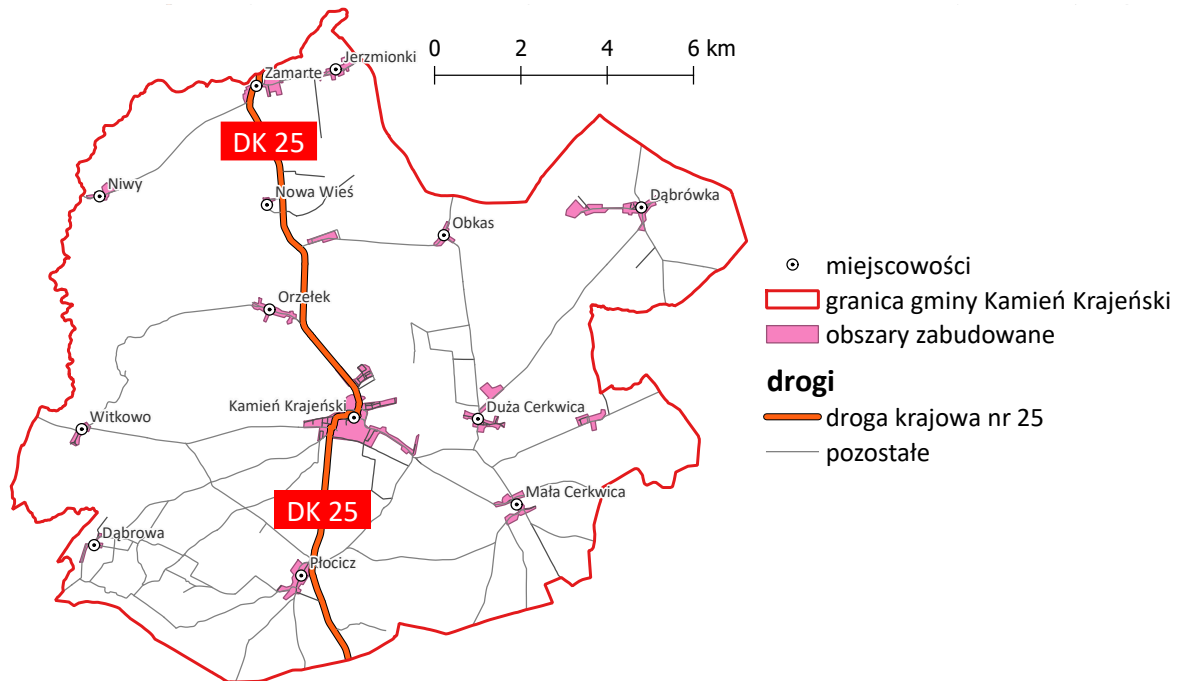 0 2 4 6 km
Jerzmionki
Zamarte
DK 25
Niwy
Nowa Wieś
Dąbrówka
Obkas
Orzełek
Kamień Krajeński
Duża Cerkwica
Witkowo
Mała Cerkwica
DK 25
Dąbrowa
Płocicz
miejscowości
granica gminy Kamień Krajeński
obszary zabudowane
drogi
droga krajowa nr 25
pozostałe